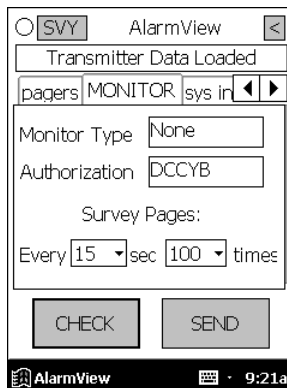 SVY AlarmView <
Transmitter Data Loaded
pagers MONITOR sys in
Monitor Type None
Authorization DCCYB
Survey Pages:
Every 15 sec 100 times
CHECK SEND
AlarmView 9:21a